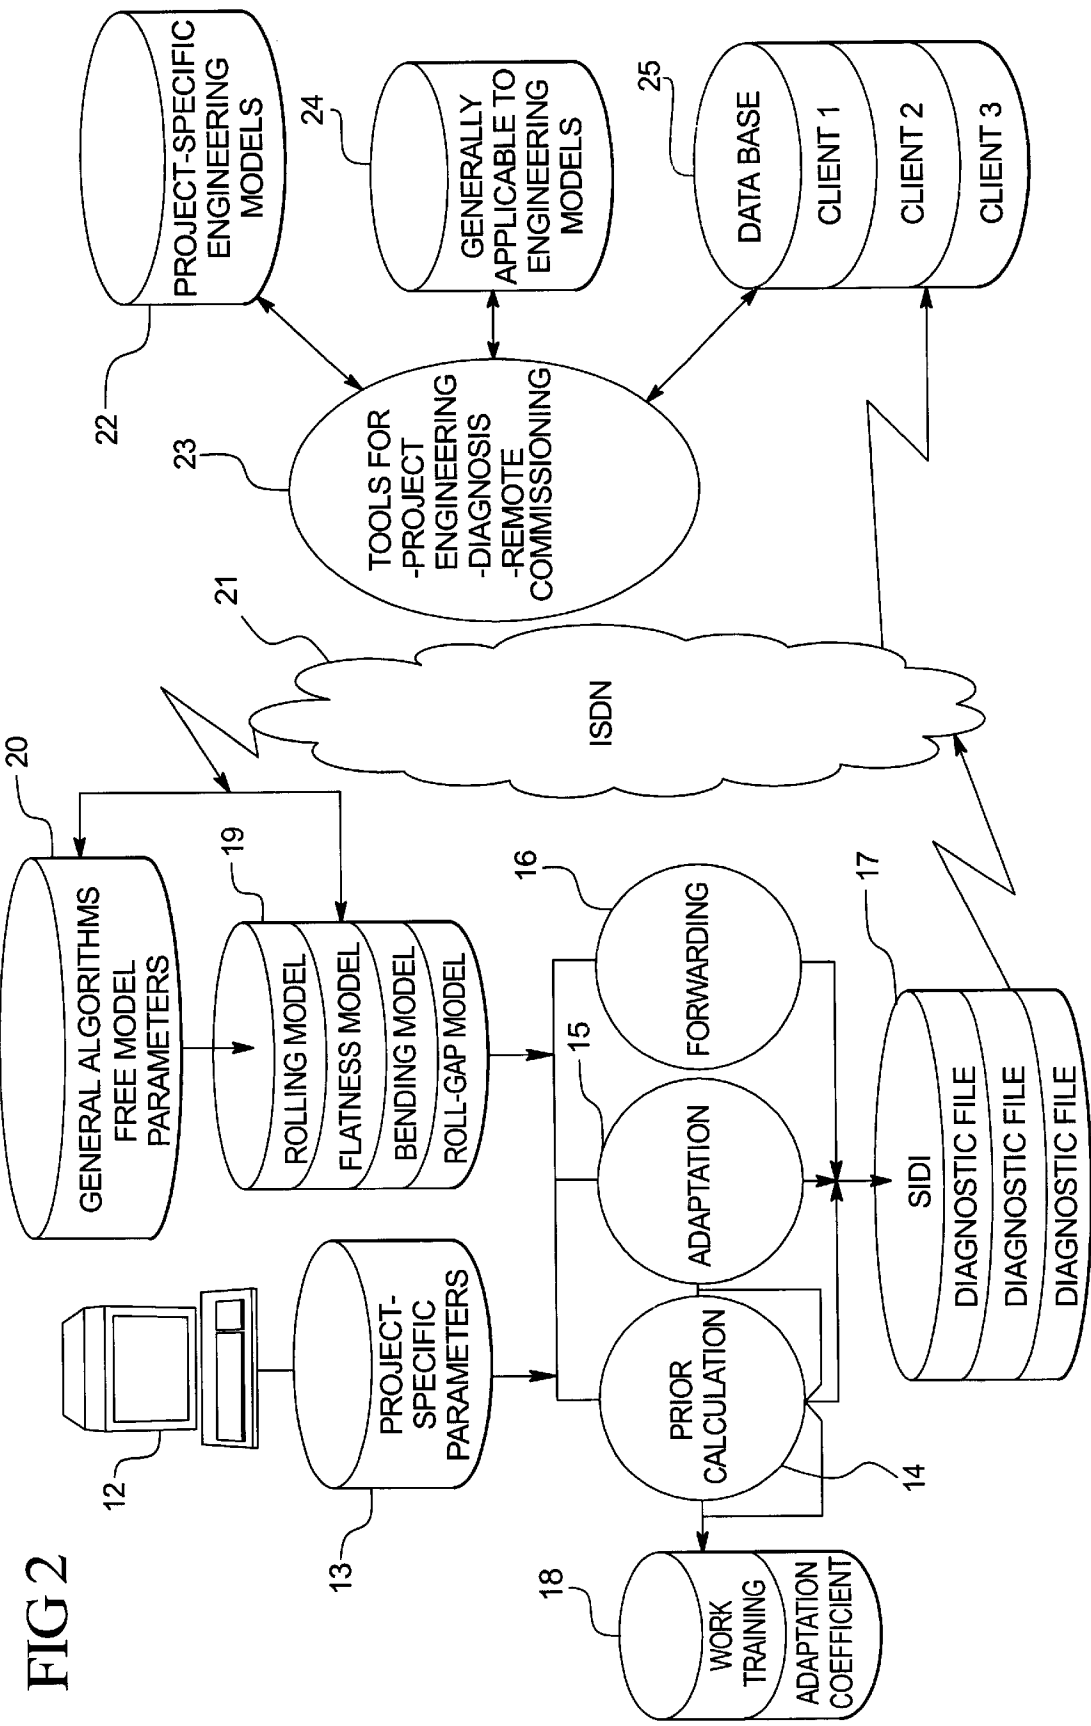 FIG 2
12
13
PROJECT-
SPECIFIC
PARAMETERS
20
GENERAL ALGORITHMS
FREE MODEL
PARAMETERS
19
ROLLING MODEL
FLATNESS MODEL
BENDING MODEL
ROLL-GAP MODEL
18
WORK
TRAINING
ADAPTATION
COEFFICIENT
14
PRIOR
CALCULATION
15
ADAPTATION
16
FORWARDING
17
SIDI
DIAGNOSTIC FILE
DIAGNOSTIC FILE
DIAGNOSTIC FILE
21
ISDN
23
TOOLS FOR
-PROJECT
ENGINEERING
-DIAGNOSIS
-REMOTE
COMMISSIONING
22
PROJECT-SPECIFIC
ENGINEERING
MODELS
24
GENERALLY
APPLICABLE TO
ENGINEERING
MODELS
25
DATA BASE
CLIENT 1
CLIENT 2
CLIENT 3